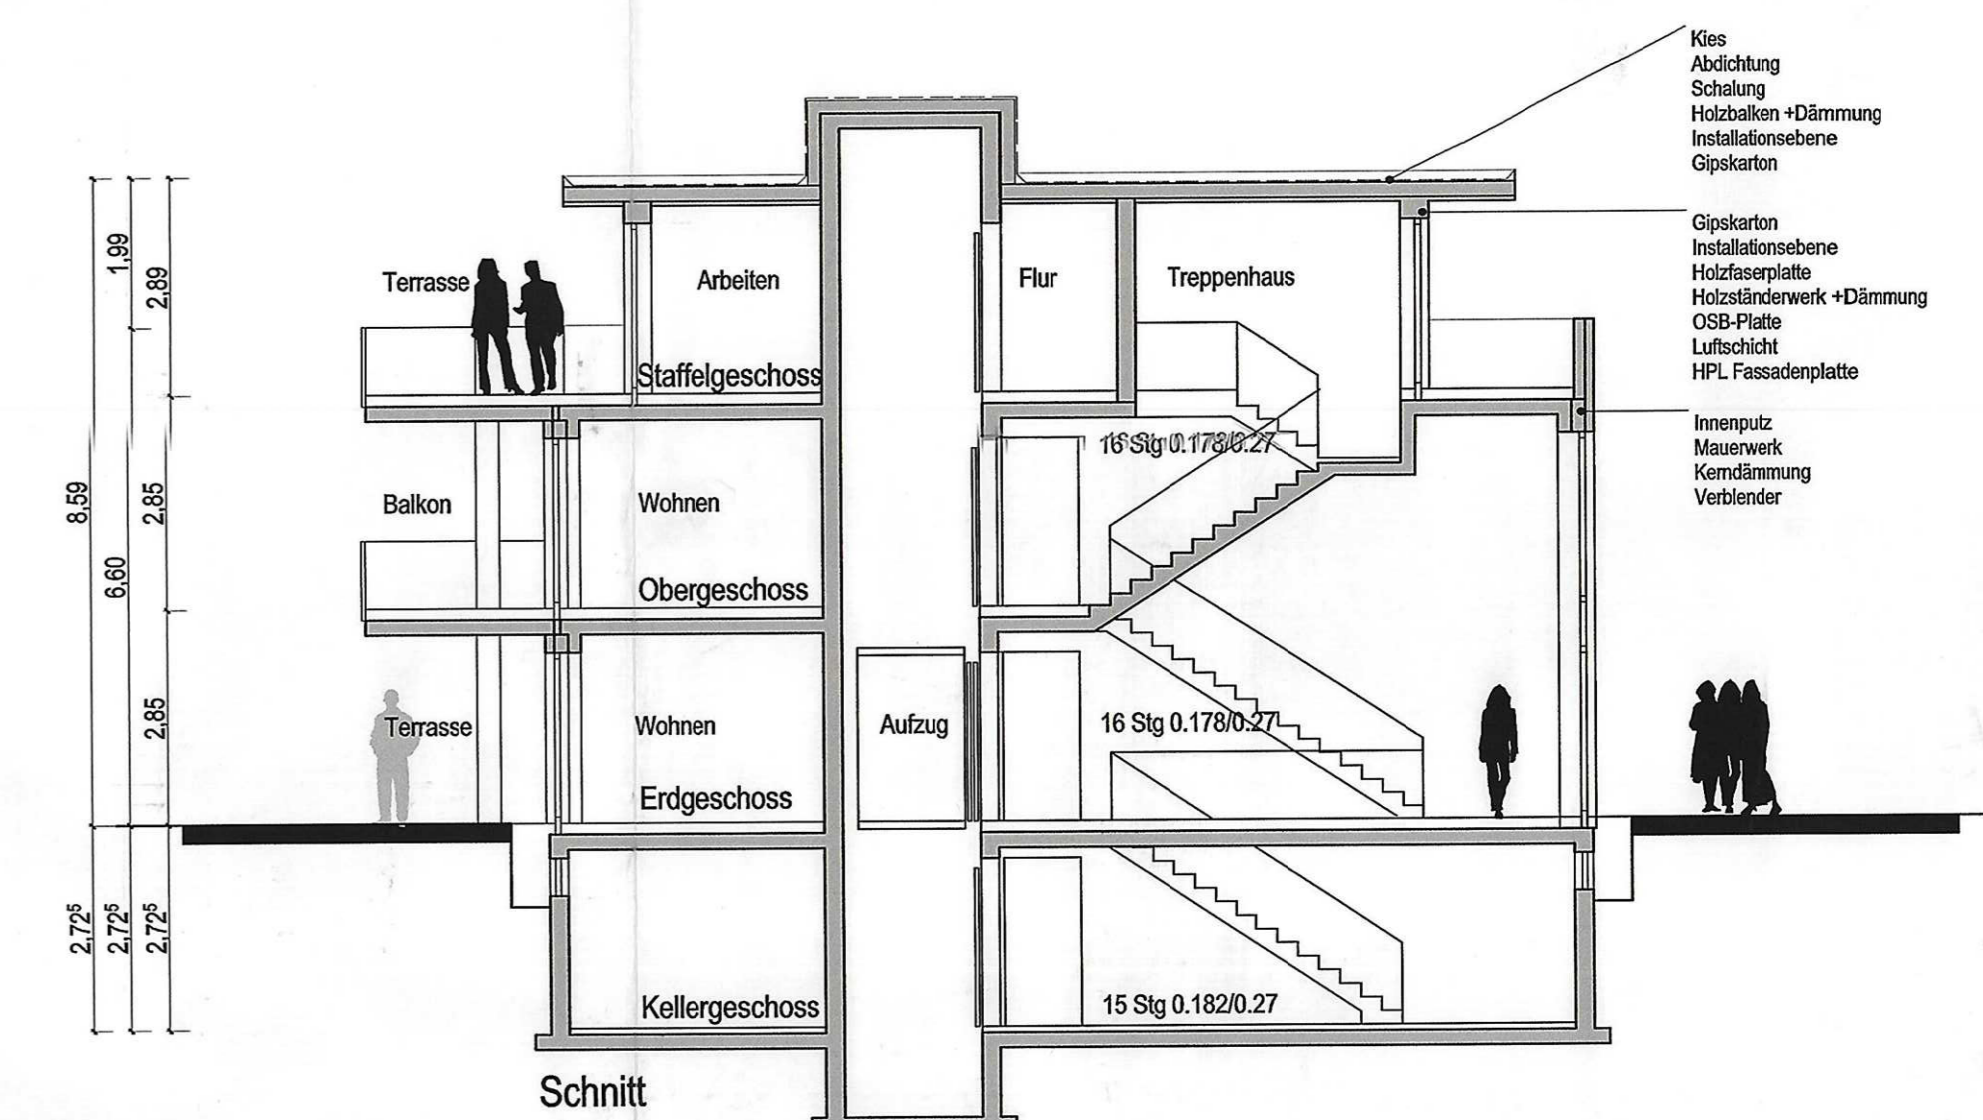 Kies
Abdichtung
Schalung
Holzbalken +Dämmung
Installationsebene
Gipskarton
Gipskarton
Installationsebene
Holzfaserplatte
Holzständerwerk +Dämmung
OSB-Platte
Luftschicht
HPL Fassadenplatte
Innenputz
Mauerwerk
Kerndämmung
Verblender
1,99
2,89
8,59
2,85
6,60
2,85
2,72⁵
2,72⁵
2,72⁵
Terrasse
Arbeiten
Flur
Treppenhaus
Staffelgeschoss
16 Stg 0.178/0.27
Balkon
Wohnen
Obergeschoss
Terrasse
Wohnen
Aufzug
16 Stg 0.178/0.27
Erdgeschoss
Kellergeschoss
15 Stg 0.182/0.27
Schnitt